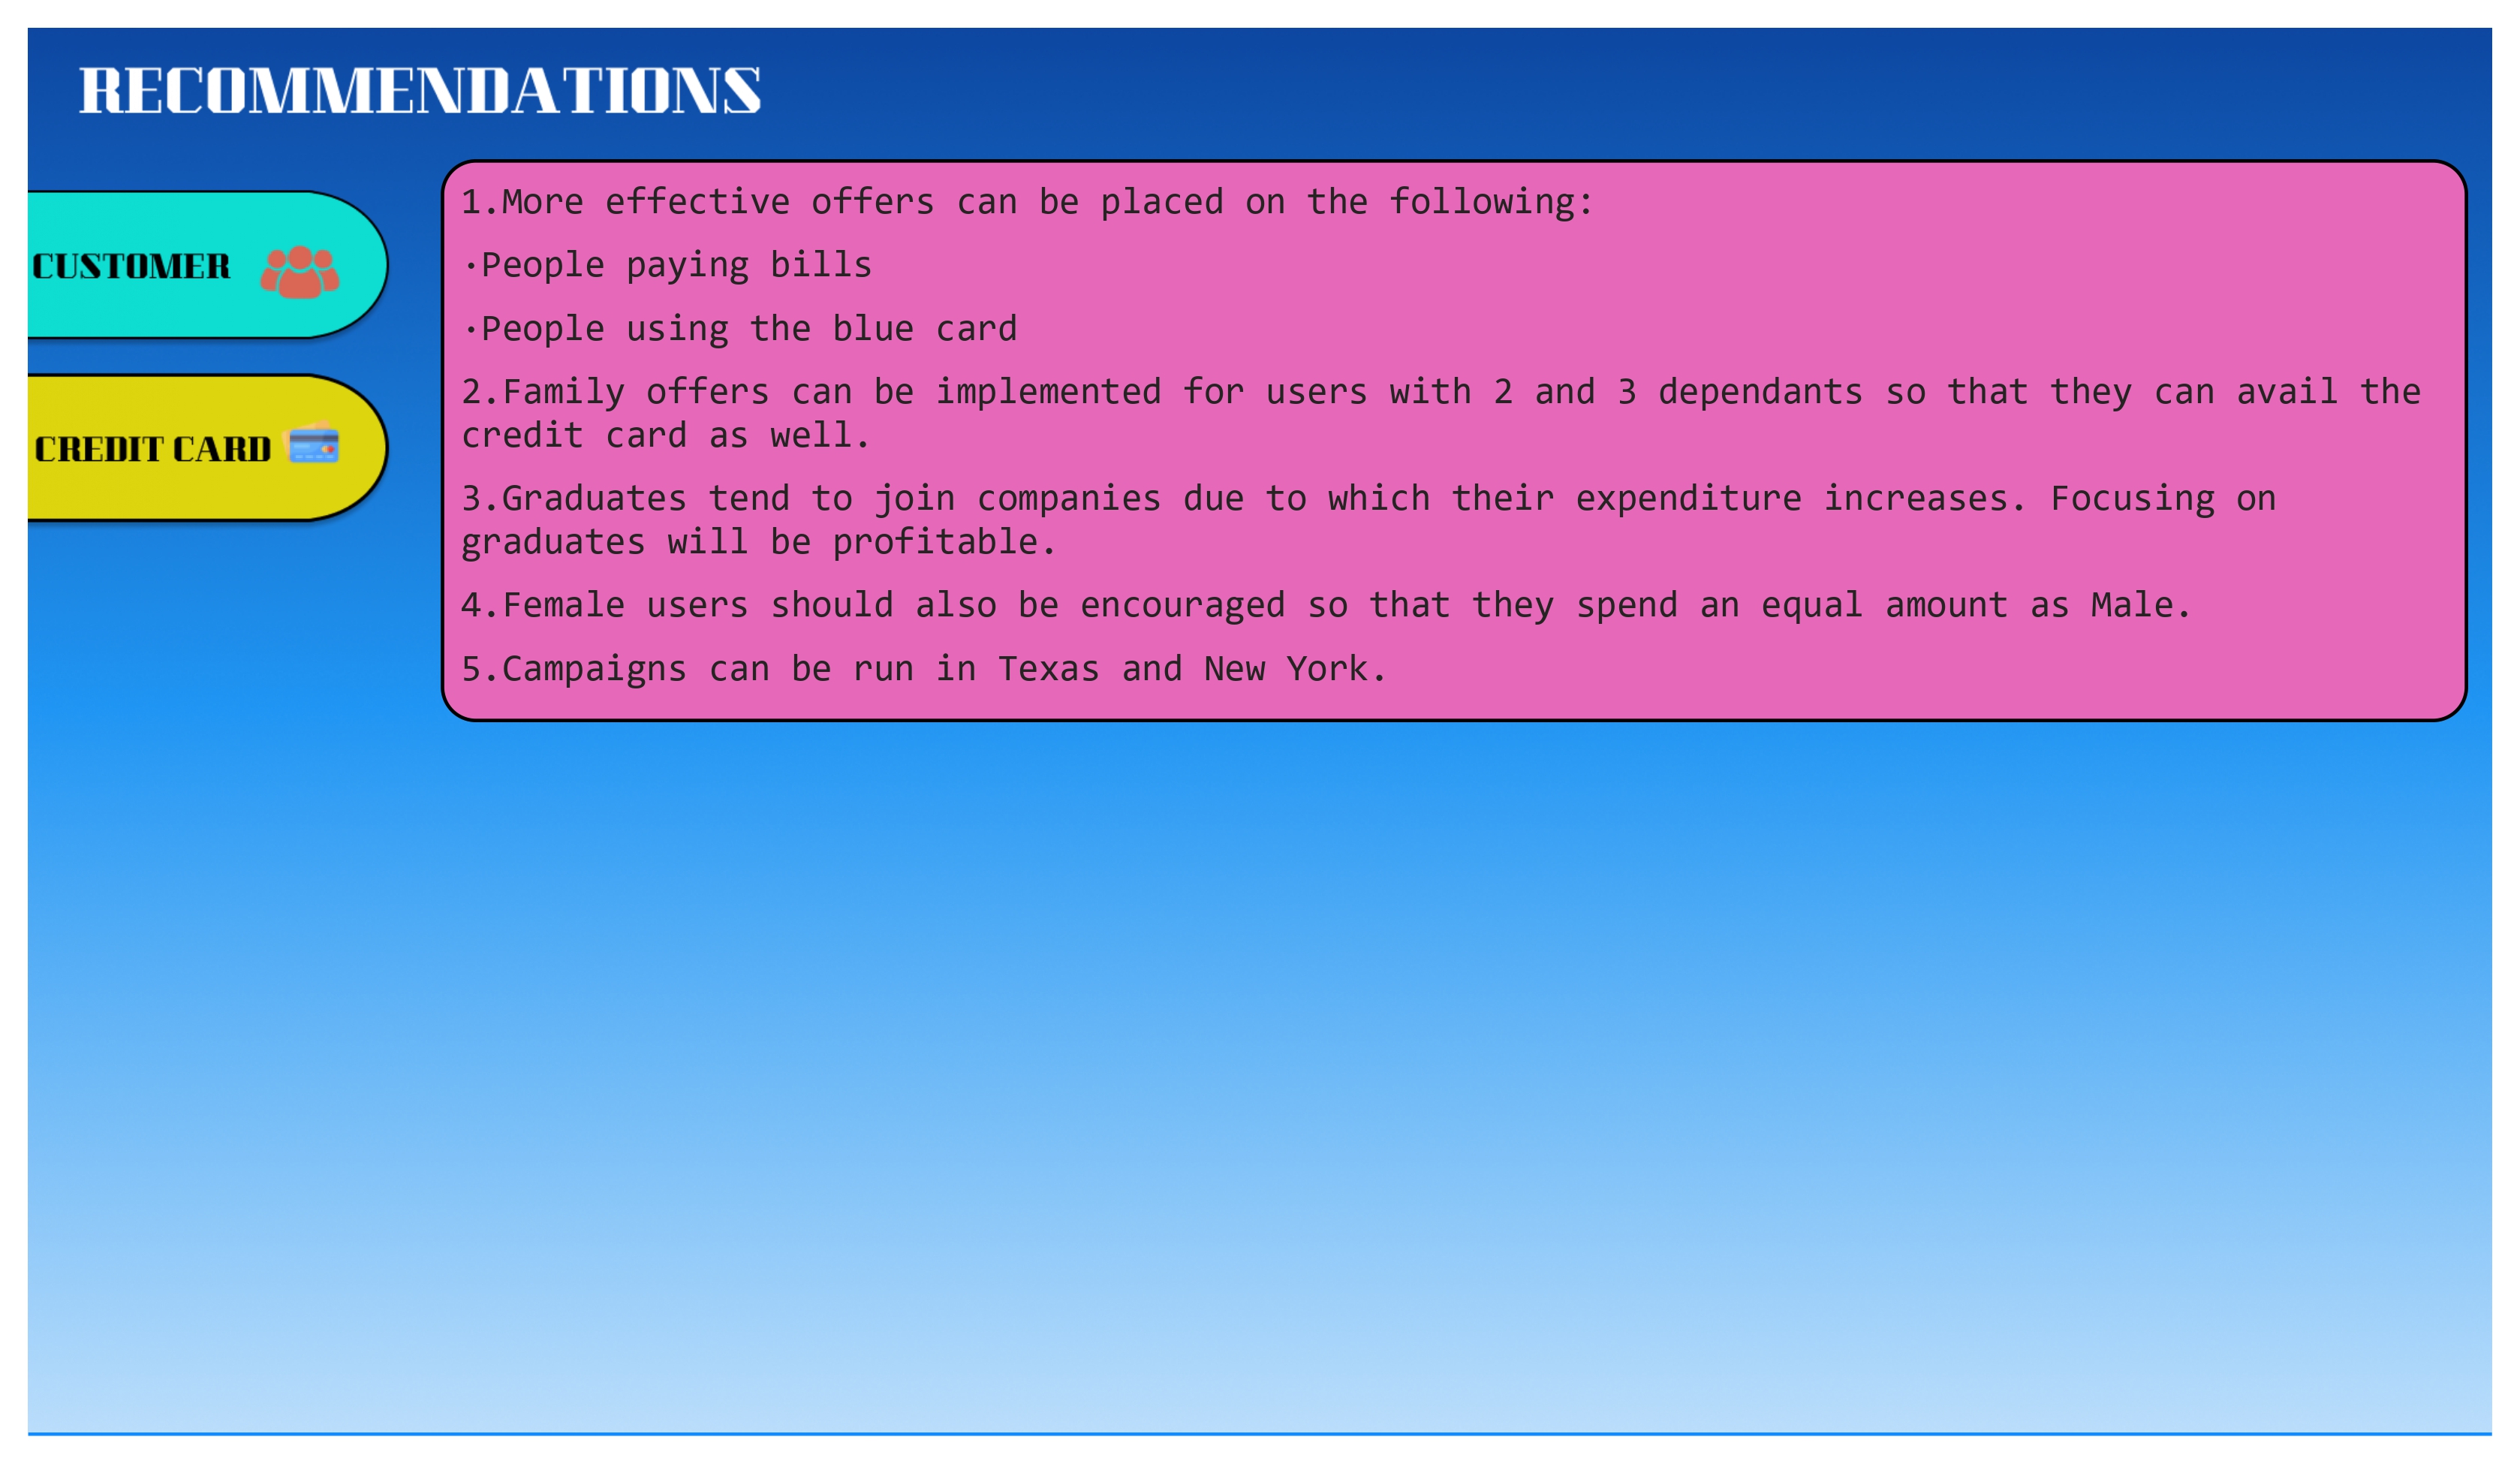 RECOMMENDATIONS
CUSTOMER
CREDIT CARD
1.More effective offers can be placed on the following:
·People paying bills
·People using the blue card
2.Family offers can be implemented for users with 2 and 3 dependants so that they can avail the
credit card as well.
3.Graduates tend to join companies due to which their expenditure increases. Focusing on
graduates will be profitable.
4.Female users should also be encouraged so that they spend an equal amount as Male.
5.Campaigns can be run in Texas and New York.